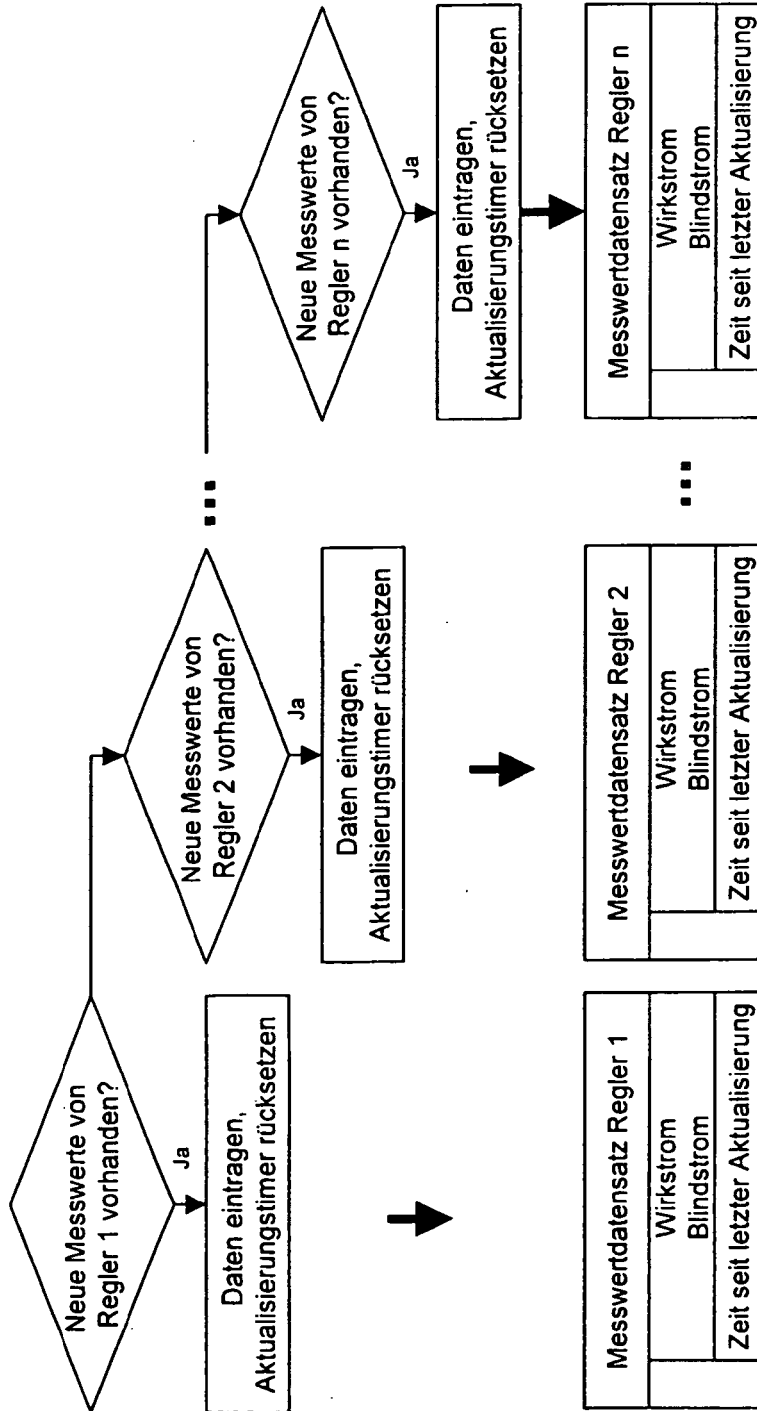 Neue Messwerte von
Regler 1 vorhanden?
Ja
Daten eintragen,
Aktualisierungstimer rücksetzen
Messwertdatensatz Regler 1
Wirkstrom
Blindstrom
Zeit seit letzter Aktualisierung
Neue Messwerte von
Regler 2 vorhanden?
Ja
Daten eintragen,
Aktualisierungstimer rücksetzen
Messwertdatensatz Regler 2
Wirkstrom
Blindstrom
Zeit seit letzter Aktualisierung
...
...
Neue Messwerte von
Regler n vorhanden?
Ja
Daten eintragen,
Aktualisierungstimer rücksetzen
Messwertdatensatz Regler n
Wirkstrom
Blindstrom
Zeit seit letzter Aktualisierung